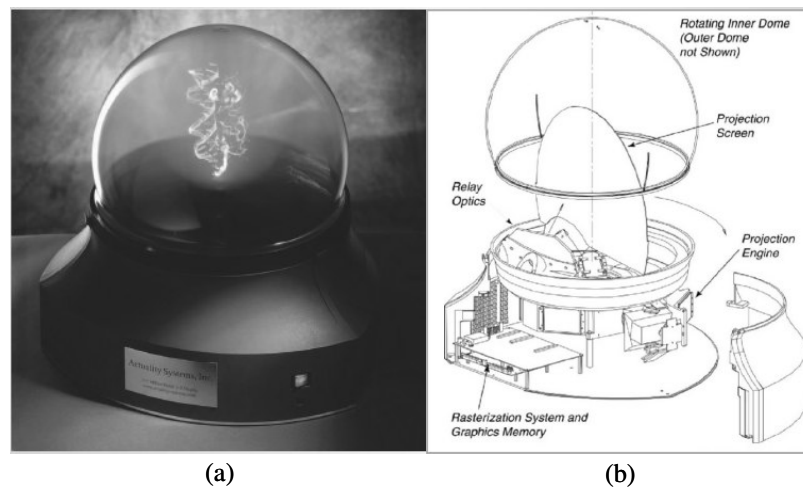 Rotating Inner Dome
(Outer Dome
not Shown)
Projection
Screen
Relay
Optics
Projection
Engine
Actuality Systems, Inc.
Rasterization System and
Graphics Memory
(a)
(b)